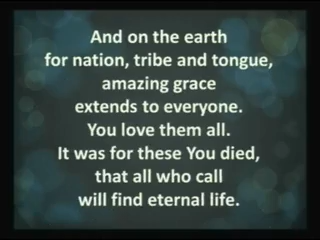 And on the earth
for nation, tribe and tongue,
amazing grace
extends to everyone.
You love them all.
It was for these You died,
that all who call
will find eternal life.